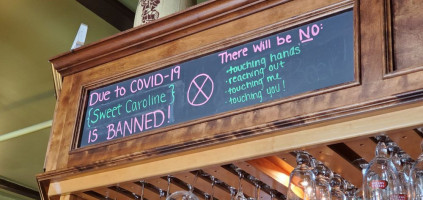 Due to COVID-19
{Sweet Caroline}
IS BANNED!
There Will be NO:
·touching hands
·reaching out
·touching me
·touching you!